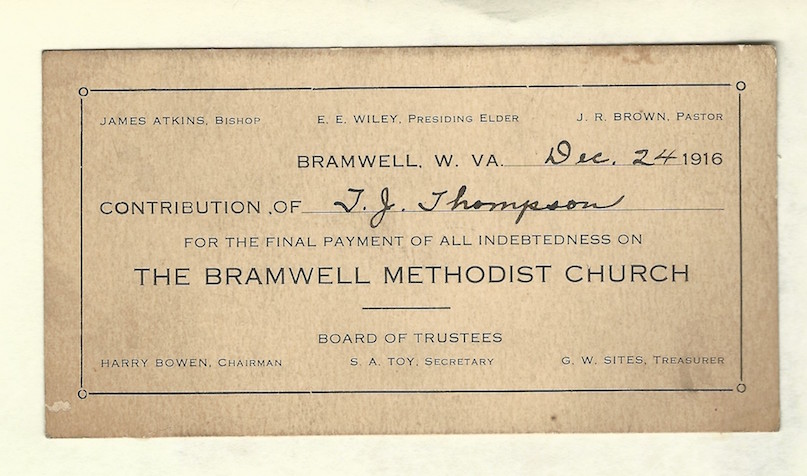 JAMES ATKINS, BISHOP E. E. WILEY, PRESIDING ELDER J. R. BROWN, PASTOR
BRAMWELL, W. VA. Dec. 24 1916
CONTRIBUTION OF T. J. Thompson
FOR THE FINAL PAYMENT OF ALL INDEBTEDNESS ON
THE BRAMWELL METHODIST CHURCH
BOARD OF TRUSTEES
HARRY BOWEN, CHAIRMAN S. A. TOY, SECRETARY G. W. SITES, TREASURER